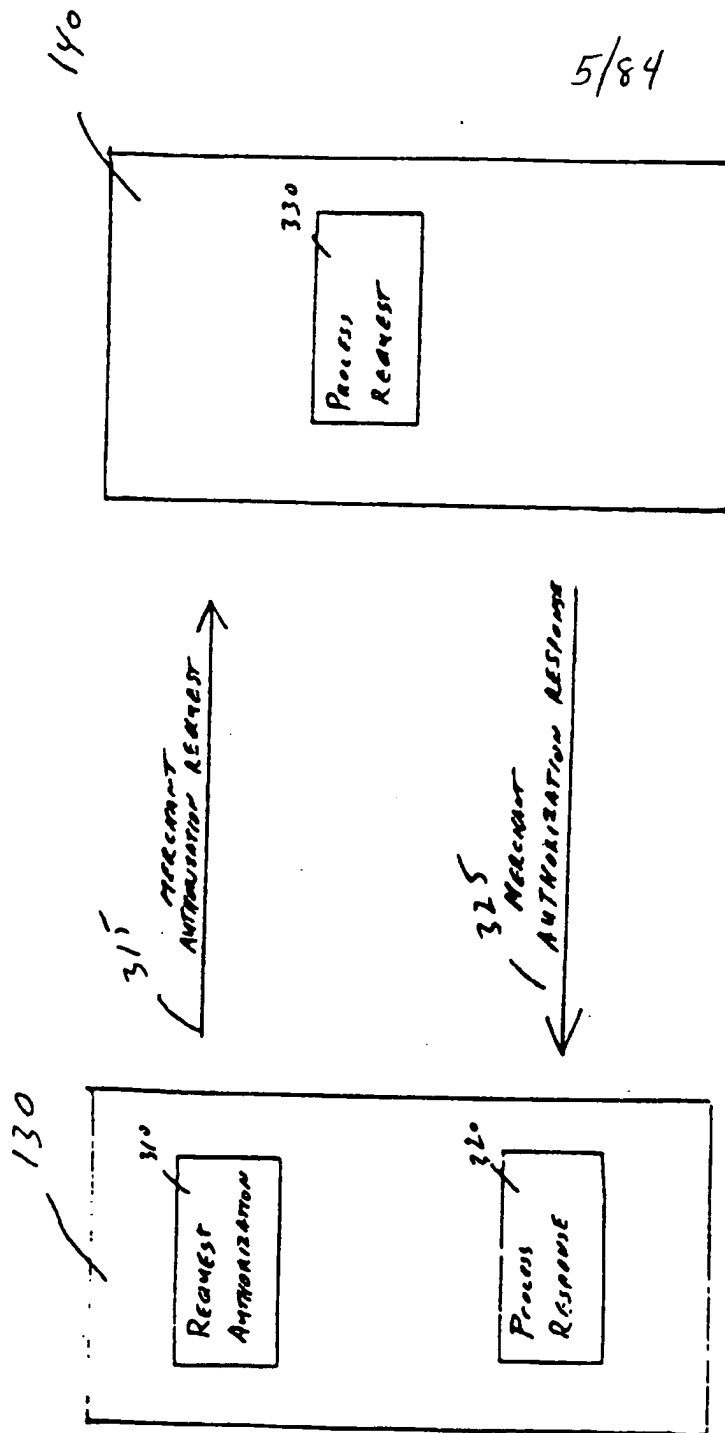 5/84
130
310
REQUEST
AUTHORIZATION
320
PROCESS
RESPONSE
315
MERCHANT
AUTHORIZATION REQUEST
325
MERCHANT
AUTHORIZATION RESPONSE
140
330
PROCESS
REQUEST